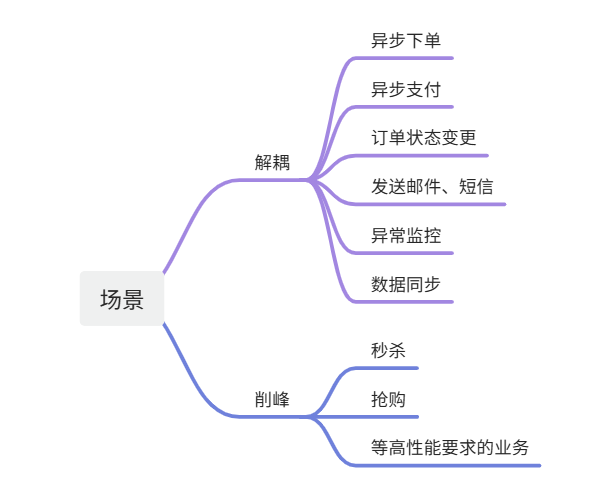 场景
解耦
异步下单
异步支付
订单状态变更
发送邮件、短信
异常监控
数据同步
削峰
秒杀
抢购
等高性能要求的业务